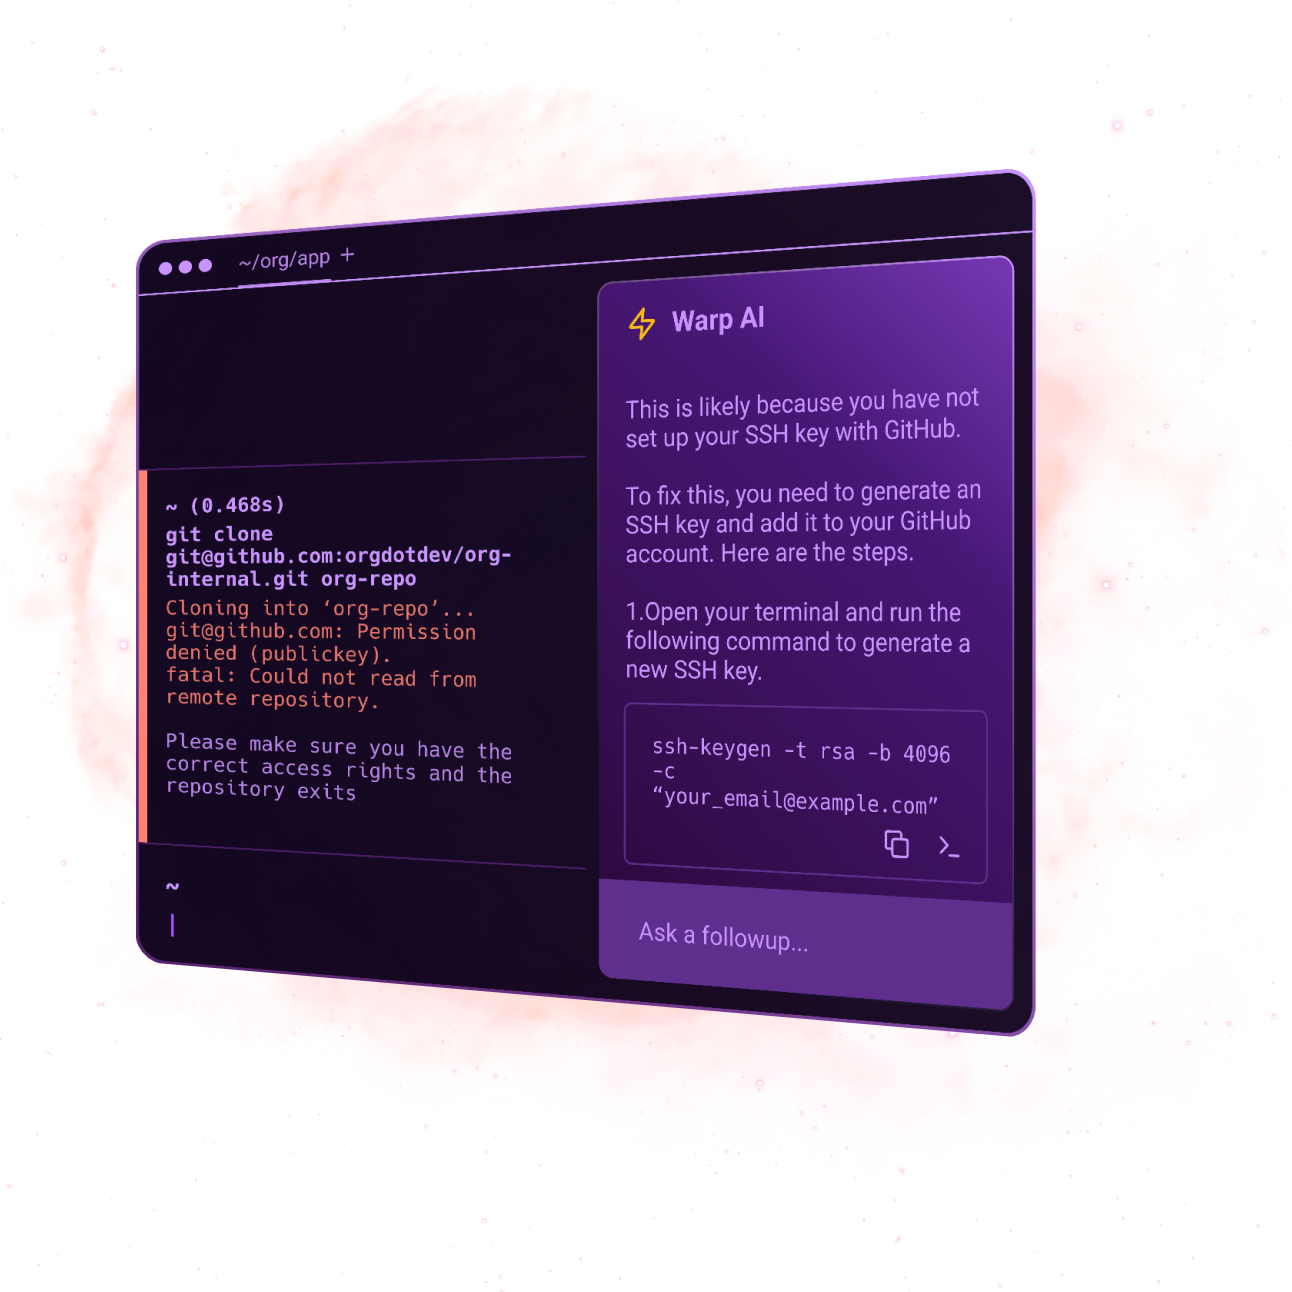 ~/org/app +
~ (0.468s)
git clone
git@github.com:orgdotdev/org-
internal.git org-repo
Cloning into ‘org-repo’...
git@github.com: Permission
denied (publickey).
fatal: Could not read from
remote repository.
Please make sure you have the
correct access rights and the
repository exits
~
Warp AI
This is likely because you have not
set up your SSH key with GitHub.
To fix this, you need to generate an
SSH key and add it to your GitHub
account. Here are the steps.
1.Open your terminal and run the
following command to generate a
new SSH key.
ssh-keygen -t rsa -b 4096
-c
“your_email@example.com”
Ask a followup...